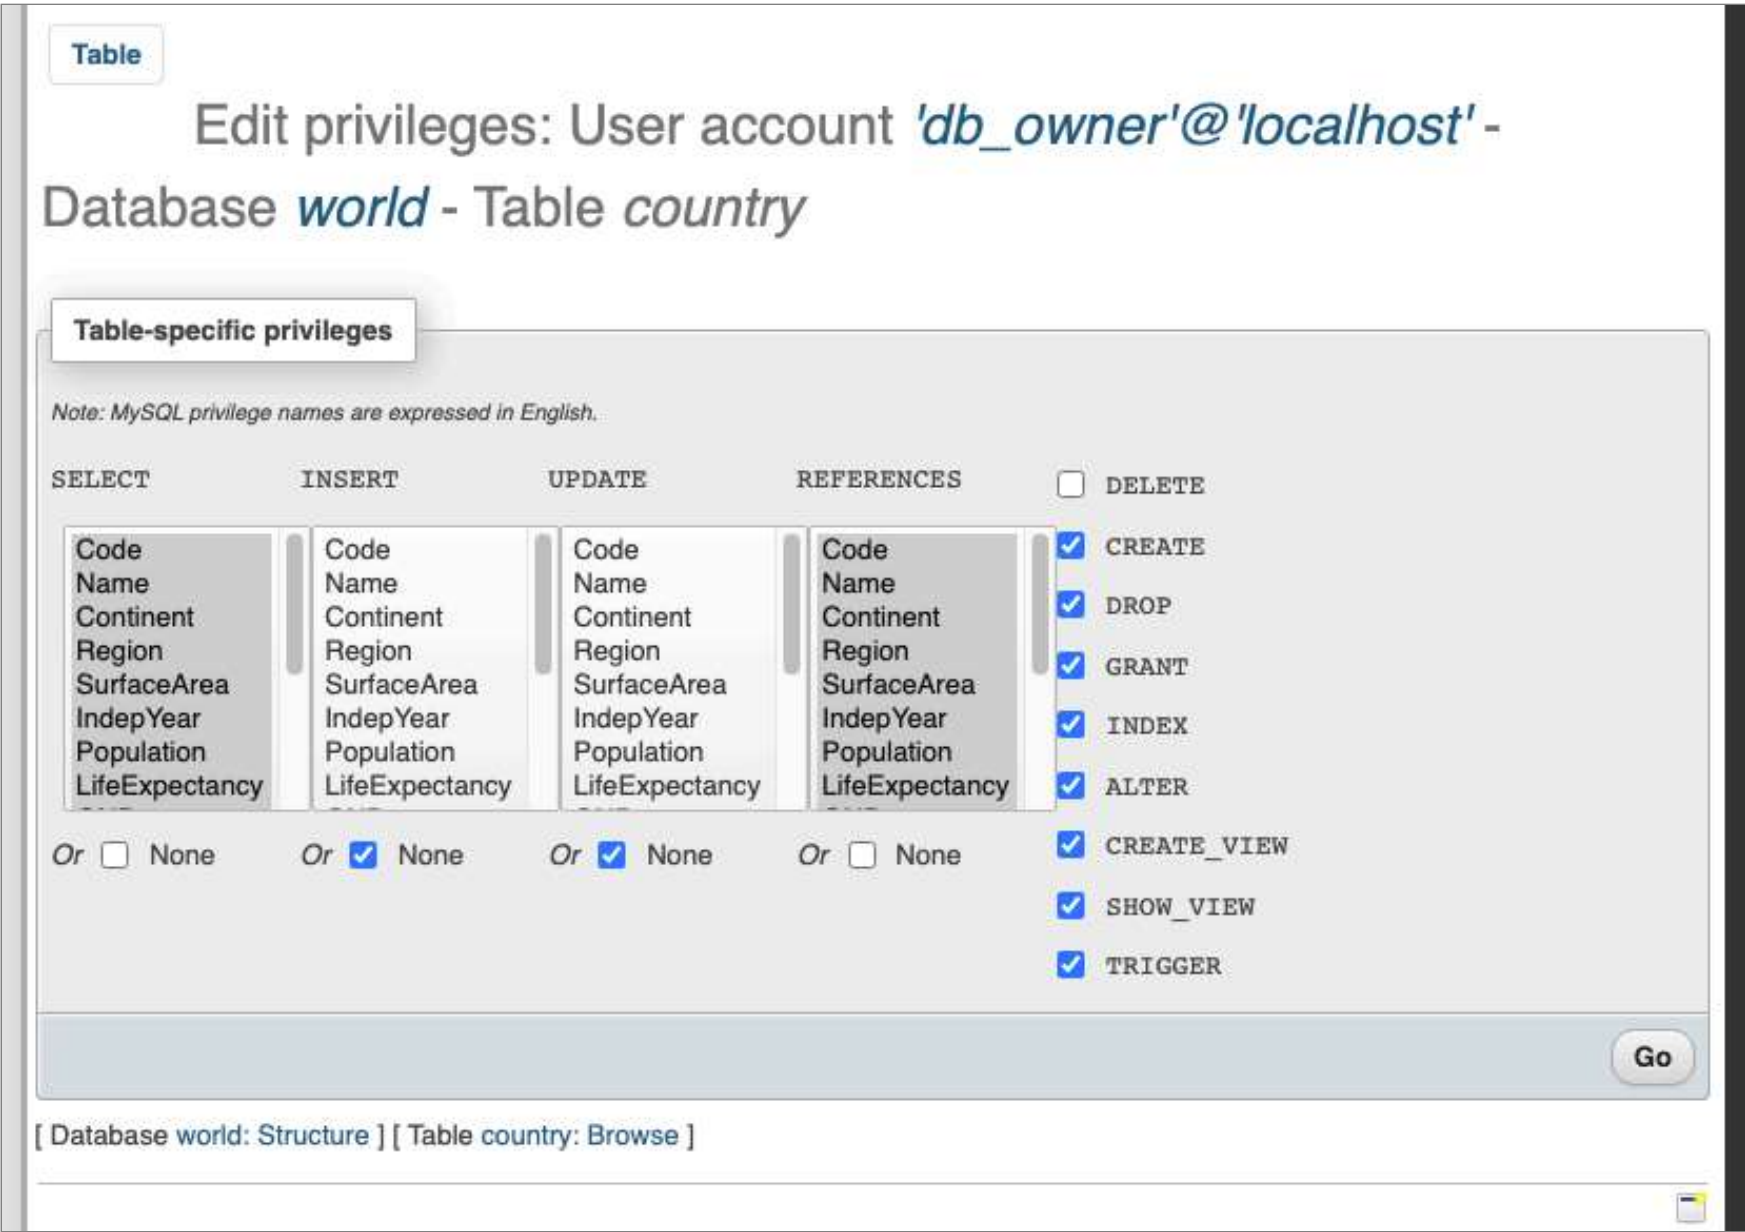 Table
Edit privileges: User account 'db_owner'@'localhost' -
Database world - Table country
Table-specific privileges
Note: MySQL privilege names are expressed in English.
SELECT INSERT UPDATE REFERENCES
Code Code Code Code
Name Name Name Name
Continent Continent Continent Continent
Region Region Region Region
SurfaceArea SurfaceArea SurfaceArea SurfaceArea
IndepYear IndepYear IndepYear IndepYear
Population Population Population Population
LifeExpectancy LifeExpectancy LifeExpectancy LifeExpectancy
Or None Or None Or None Or None
DELETE
CREATE
DROP
GRANT
INDEX
ALTER
CREATE_VIEW
SHOW_VIEW
TRIGGER
Go
[ Database world: Structure ] [ Table country: Browse ]